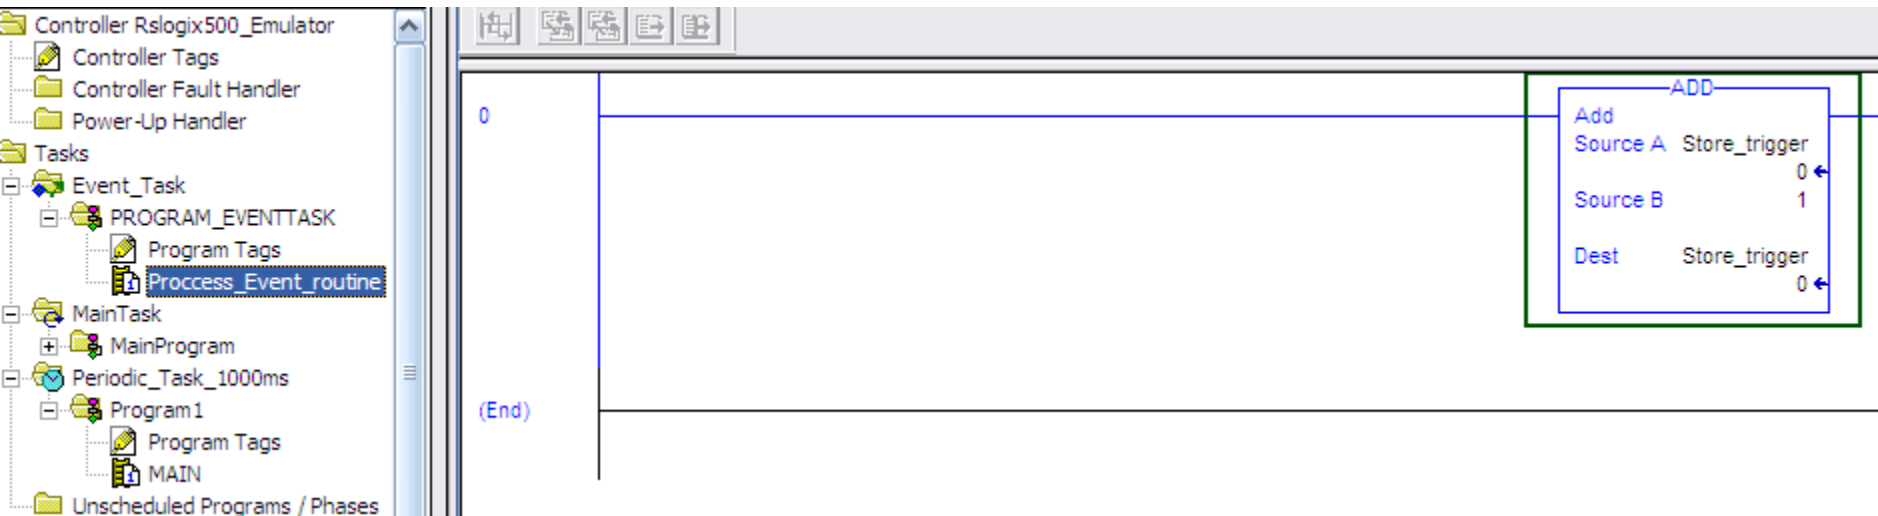 Controller Rslogix500_Emulator
Controller Tags
Controller Fault Handler
Power-Up Handler
Tasks
Event_Task
PROGRAM_EVENTTASK
Program Tags
Proccess_Event_routine
MainTask
MainProgram
Periodic_Task_1000ms
Program1
Program Tags
MAIN
Unscheduled Programs / Phases
0
ADD
Add
Source A Store_trigger
0
Source B 1
Dest Store_trigger
0
(End)